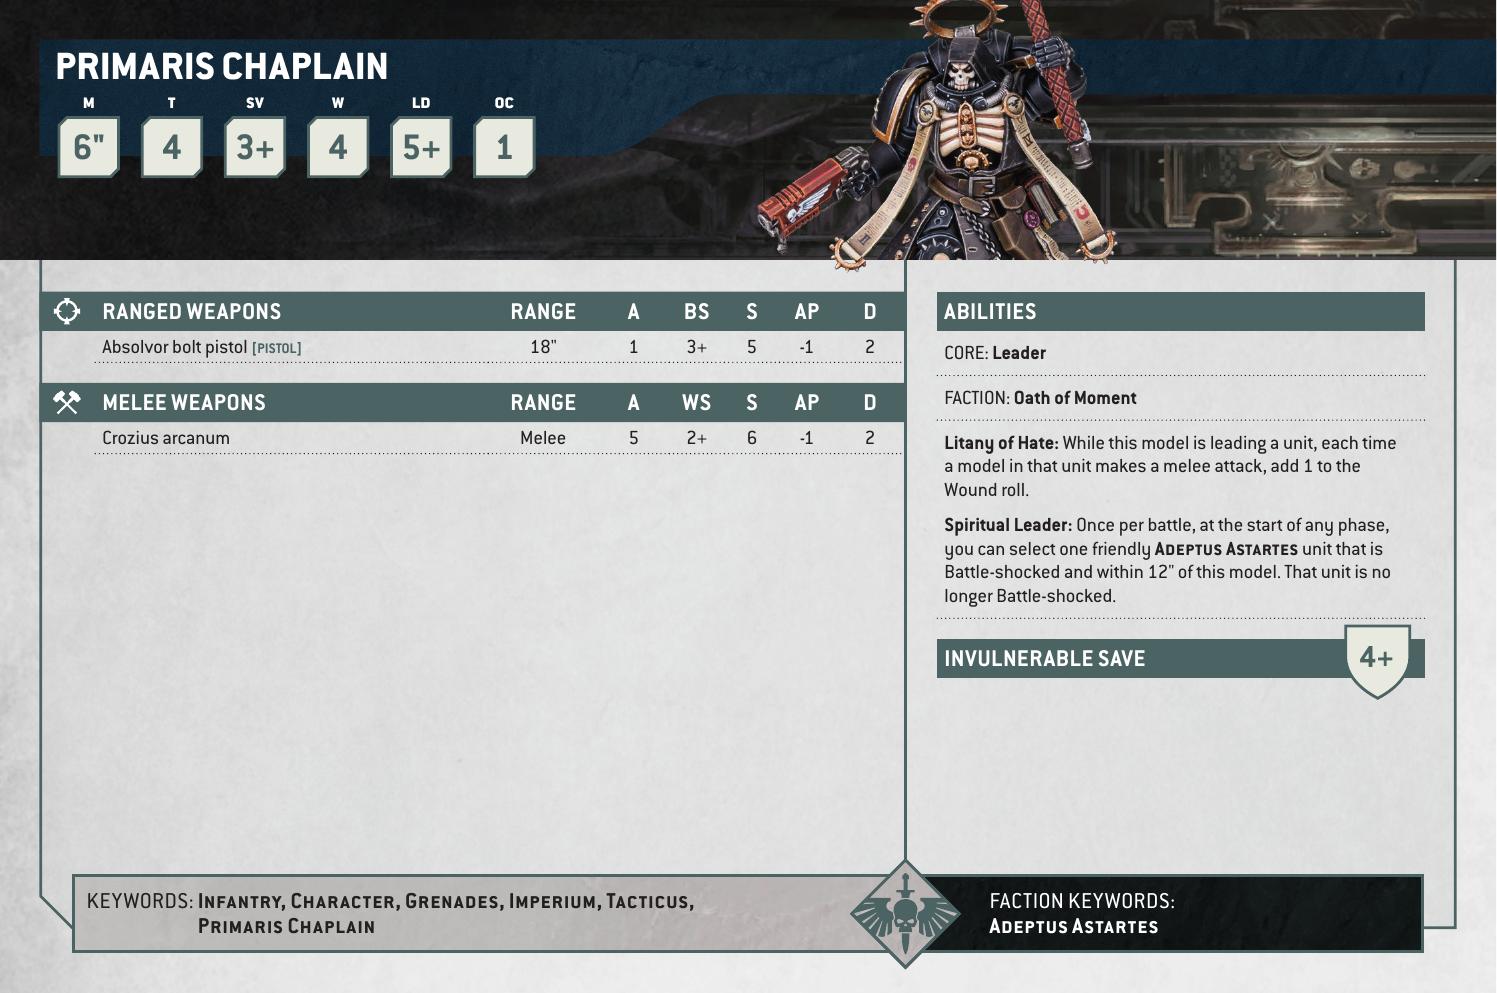 PRIMARIS CHAPLAIN
M T SV W LD OC
6" 4 3+ 4 5+ 1
RANGED WEAPONS RANGE A BS S AP D
Absolvor bolt pistol [PISTOL] 18" 1 3+ 5 -1 2
MELEE WEAPONS RANGE A WS S AP D
Crozius arcanum Melee 5 2+ 6 -1 2
ABILITIES
CORE: Leader
FACTION: Oath of Moment
Litany of Hate: While this model is leading a unit, each time
a model in that unit makes a melee attack, add 1 to the
Wound roll.
Spiritual Leader: Once per battle, at the start of any phase,
you can select one friendly ADEPTUS ASTARTES unit that is
Battle-shocked and within 12" of this model. That unit is no
longer Battle-shocked.
INVULNERABLE SAVE 4+
KEYWORDS: INFANTRY, CHARACTER, GRENADES, IMPERIUM, TACTICUS,
PRIMARIS CHAPLAIN
FACTION KEYWORDS:
ADEPTUS ASTARTES